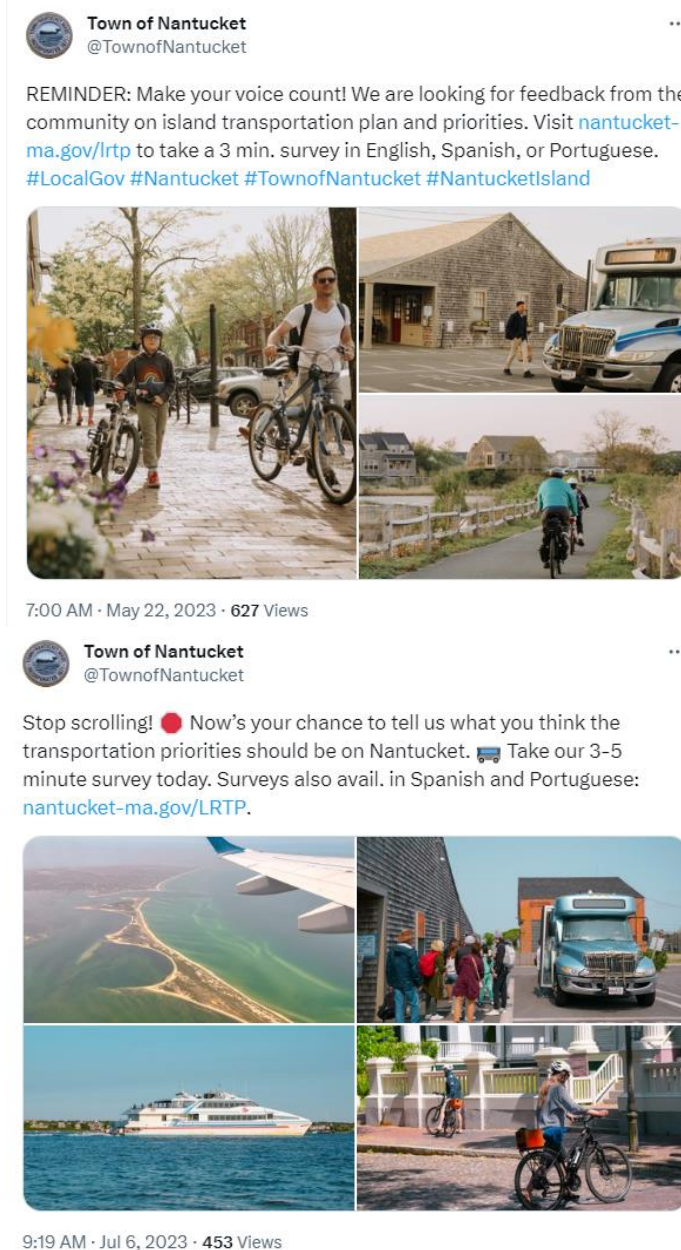 Town of Nantucket
@TownofNantucket
REMINDER: Make your voice count! We are looking for feedback from the
community on island transportation plan and priorities. Visit nantucket-
ma.gov/lrtp to take a 3 min. survey in English, Spanish, or Portuguese.
#LocalGov #Nantucket #TownofNantucket #NantucketIsland
7:00 AM · May 22, 2023 · 627 Views
Town of Nantucket
@TownofNantucket
Stop scrolling! 🛑 Now’s your chance to tell us what you think the
transportation priorities should be on Nantucket. 🚌 Take our 3-5
minute survey today. Surveys also avail. in Spanish and Portuguese:
nantucket-ma.gov/LRTP.
9:19 AM · Jul 6, 2023 · 453 Views